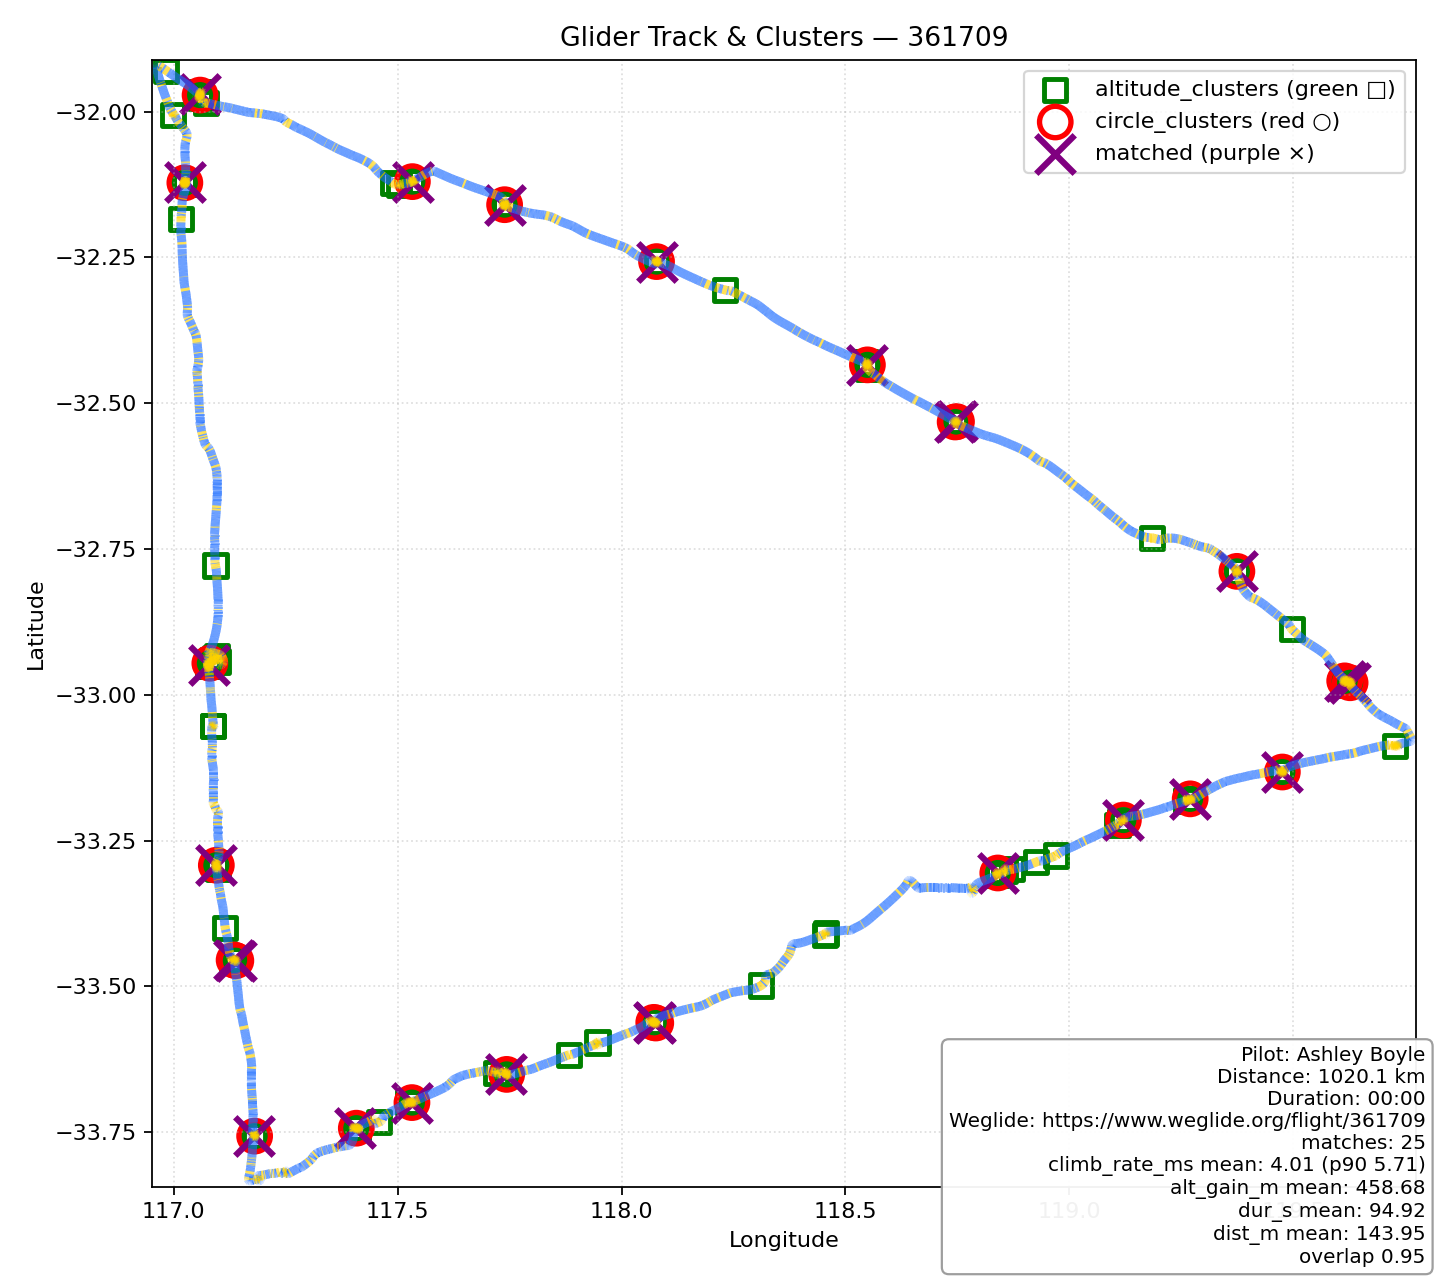 Glider Track & Clusters — 361709
altitude_clusters (green □)
circle_clusters (red ○)
matched (purple ×)
−32.00
−32.25
−32.50
−32.75
−33.00
−33.25
−33.50
−33.75
Latitude
117.0
117.5
118.0
118.5
119.0
Longitude
Pilot: Ashley Boyle
Distance: 1020.1 km
Duration: 00:00
Weglide: https://www.weglide.org/flight/361709
matches: 25
climb_rate_ms mean: 4.01 (p90 5.71)
alt_gain_m mean: 458.68
dur_s mean: 94.92
dist_m mean: 143.95
overlap 0.95